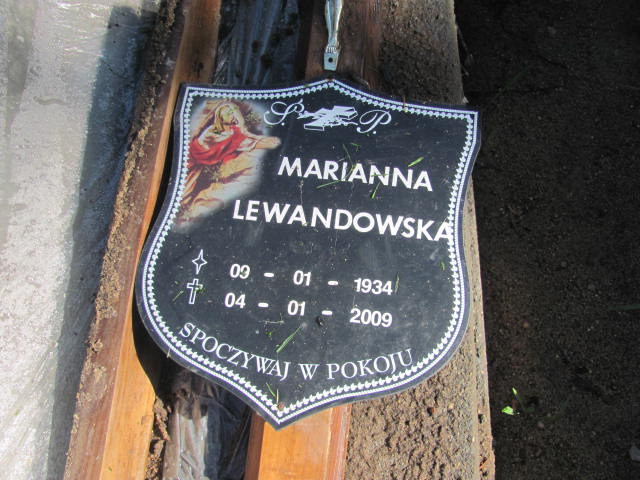 Ś. P.
MARIANNA
LEWANDOWSKA
09 - 01 - 1934
04 - 01 - 2009
SPOCZYWAJ W POKOJU